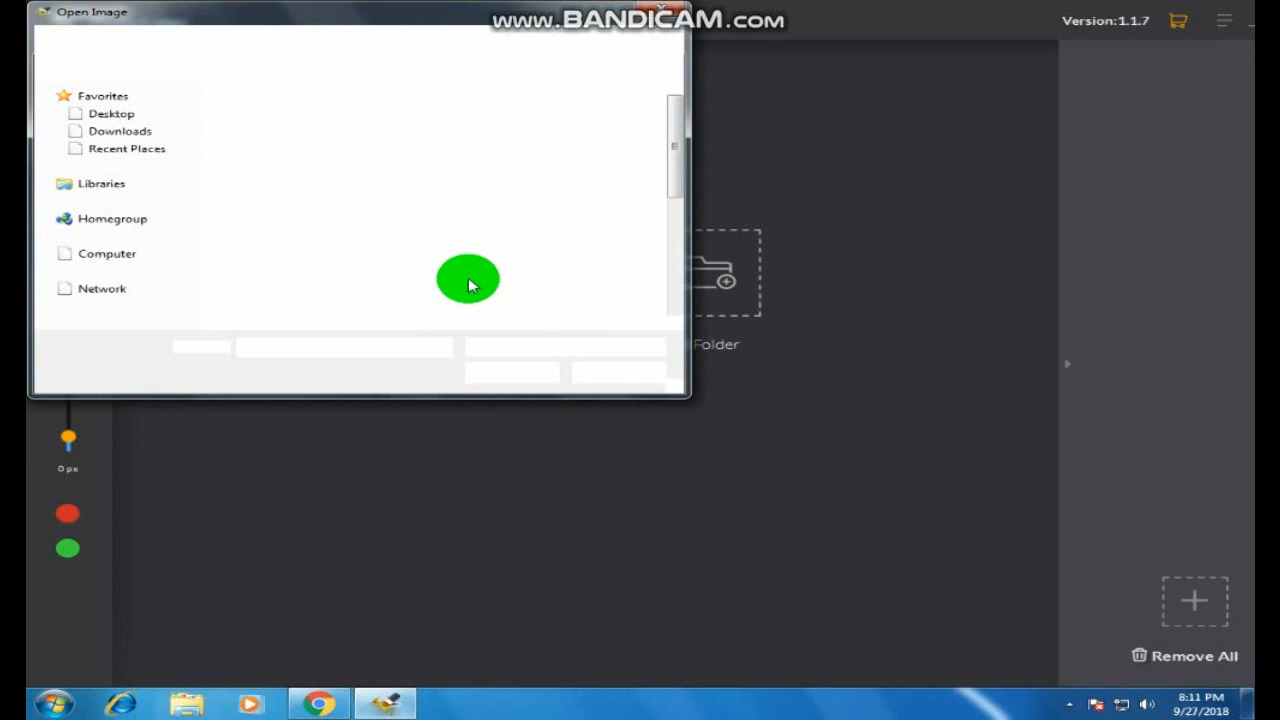 Open Image
www.BANDICAM.com
Version:1.1.7
Favorites
Desktop
Downloads
Recent Places
Libraries
Homegroup
Computer
Network
Folder
0 px
Remove All
8:11 PM
9/27/2018